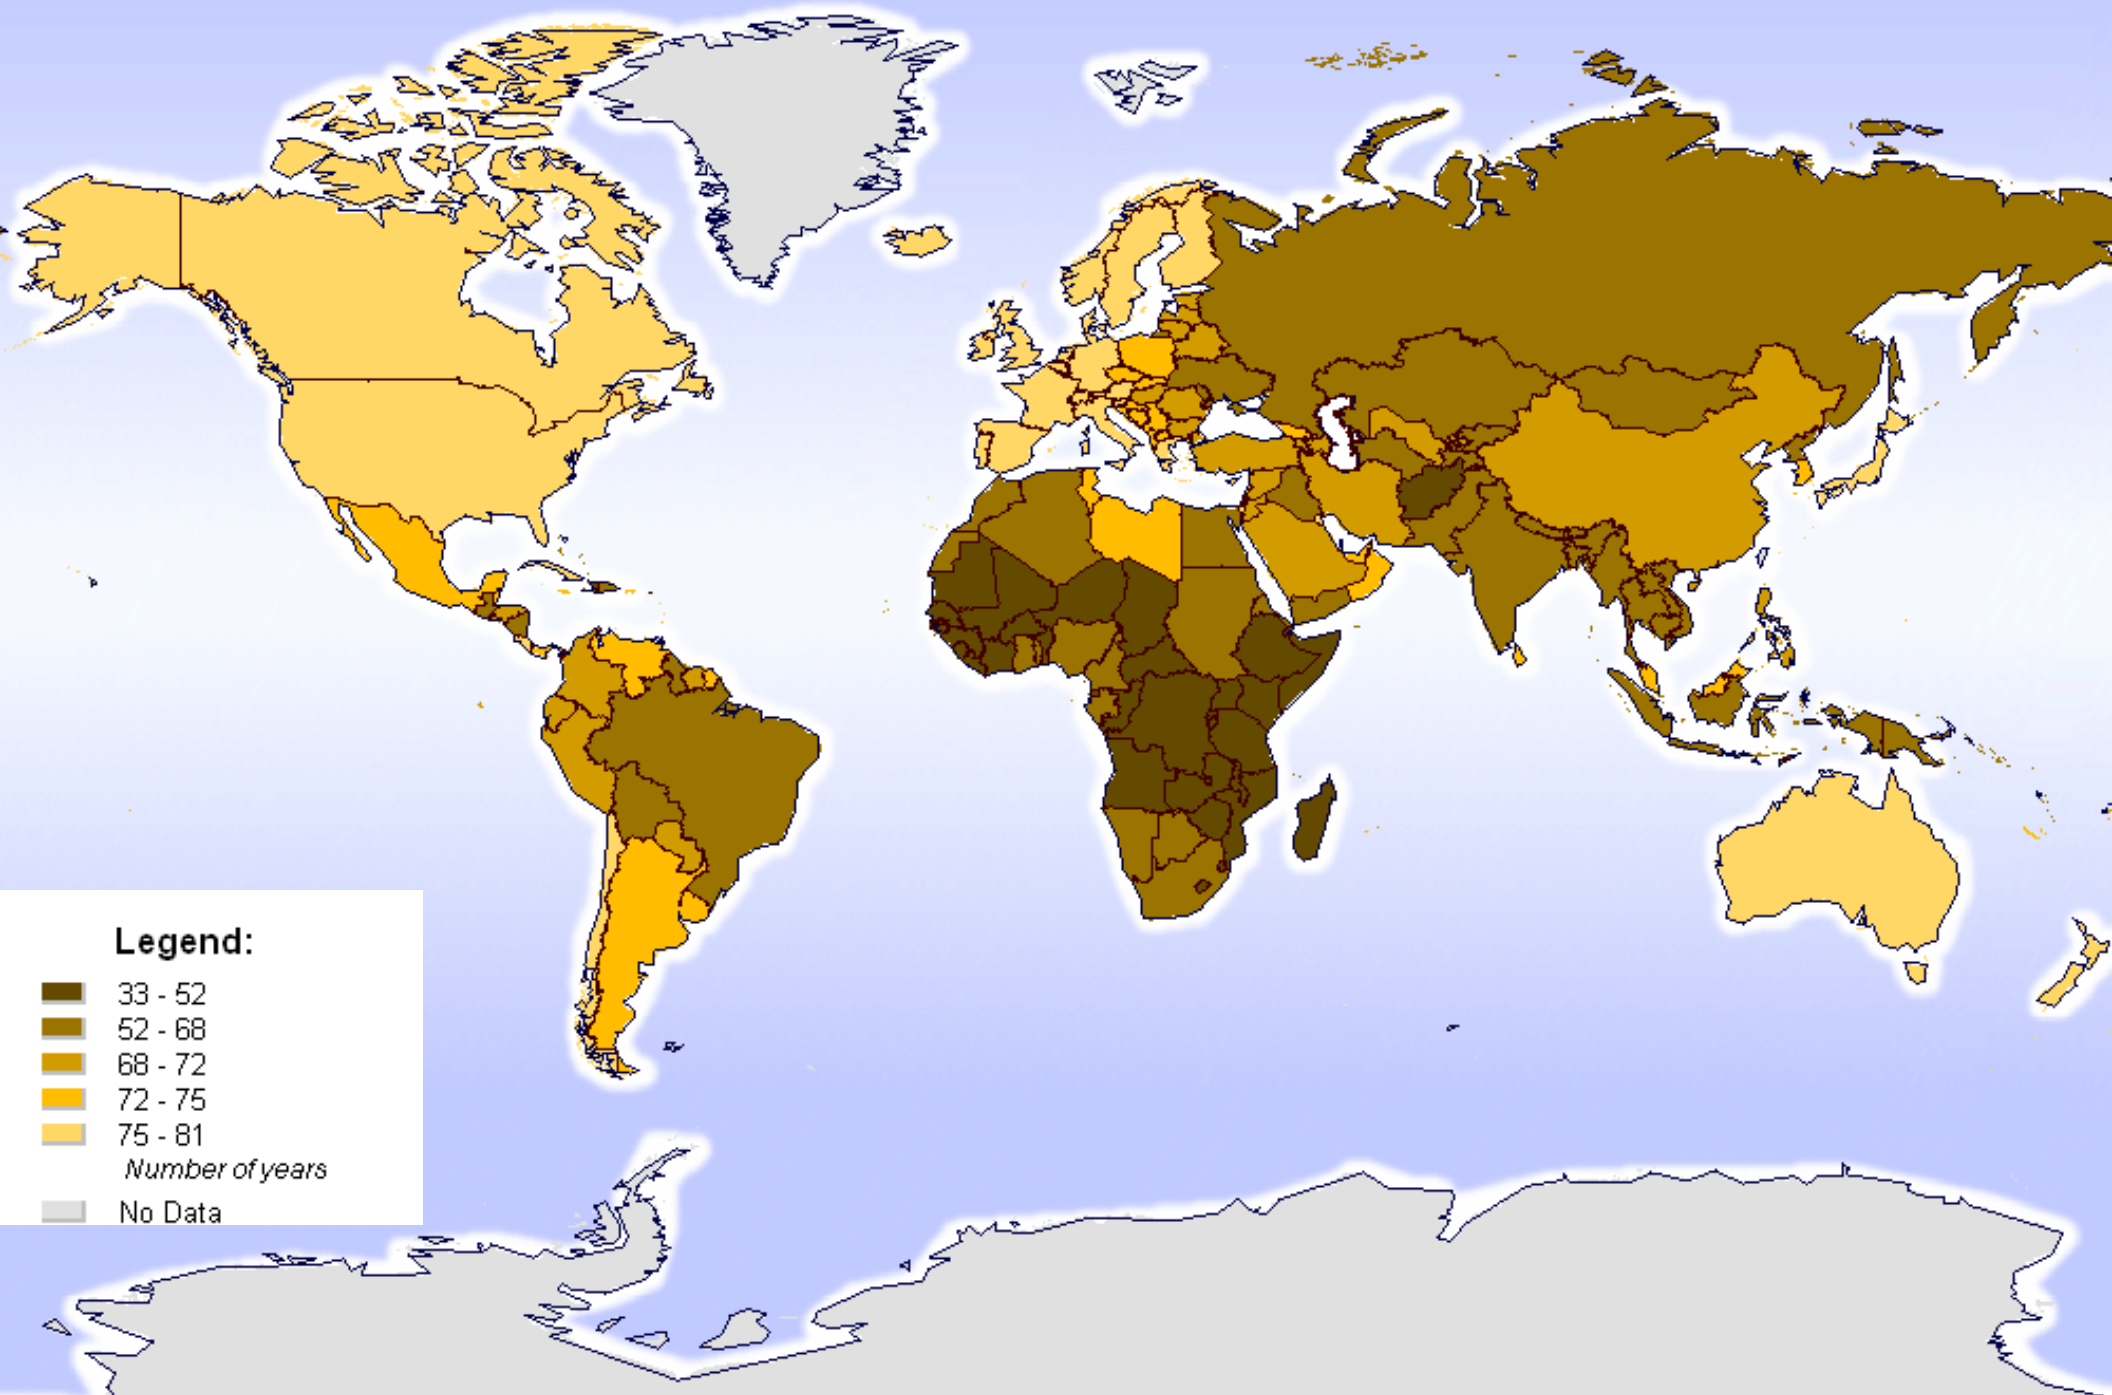 Legend:
33 - 52
52 - 68
68 - 72
72 - 75
75 - 81
Number of years
No Data